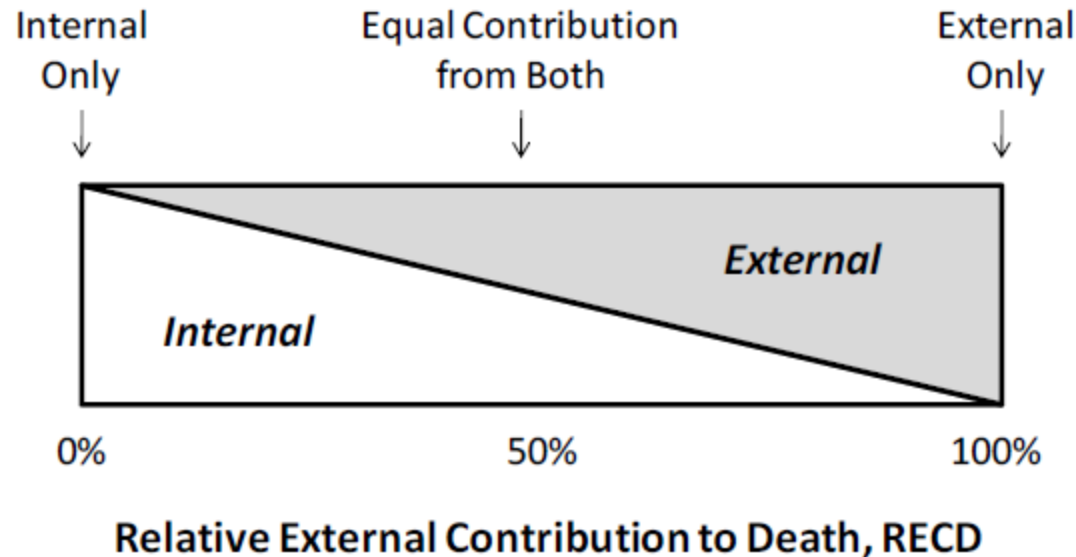 Internal
Only
Equal Contribution
from Both
External
Only
External
Internal
0%
50%
100%
Relative External Contribution to Death, RECD